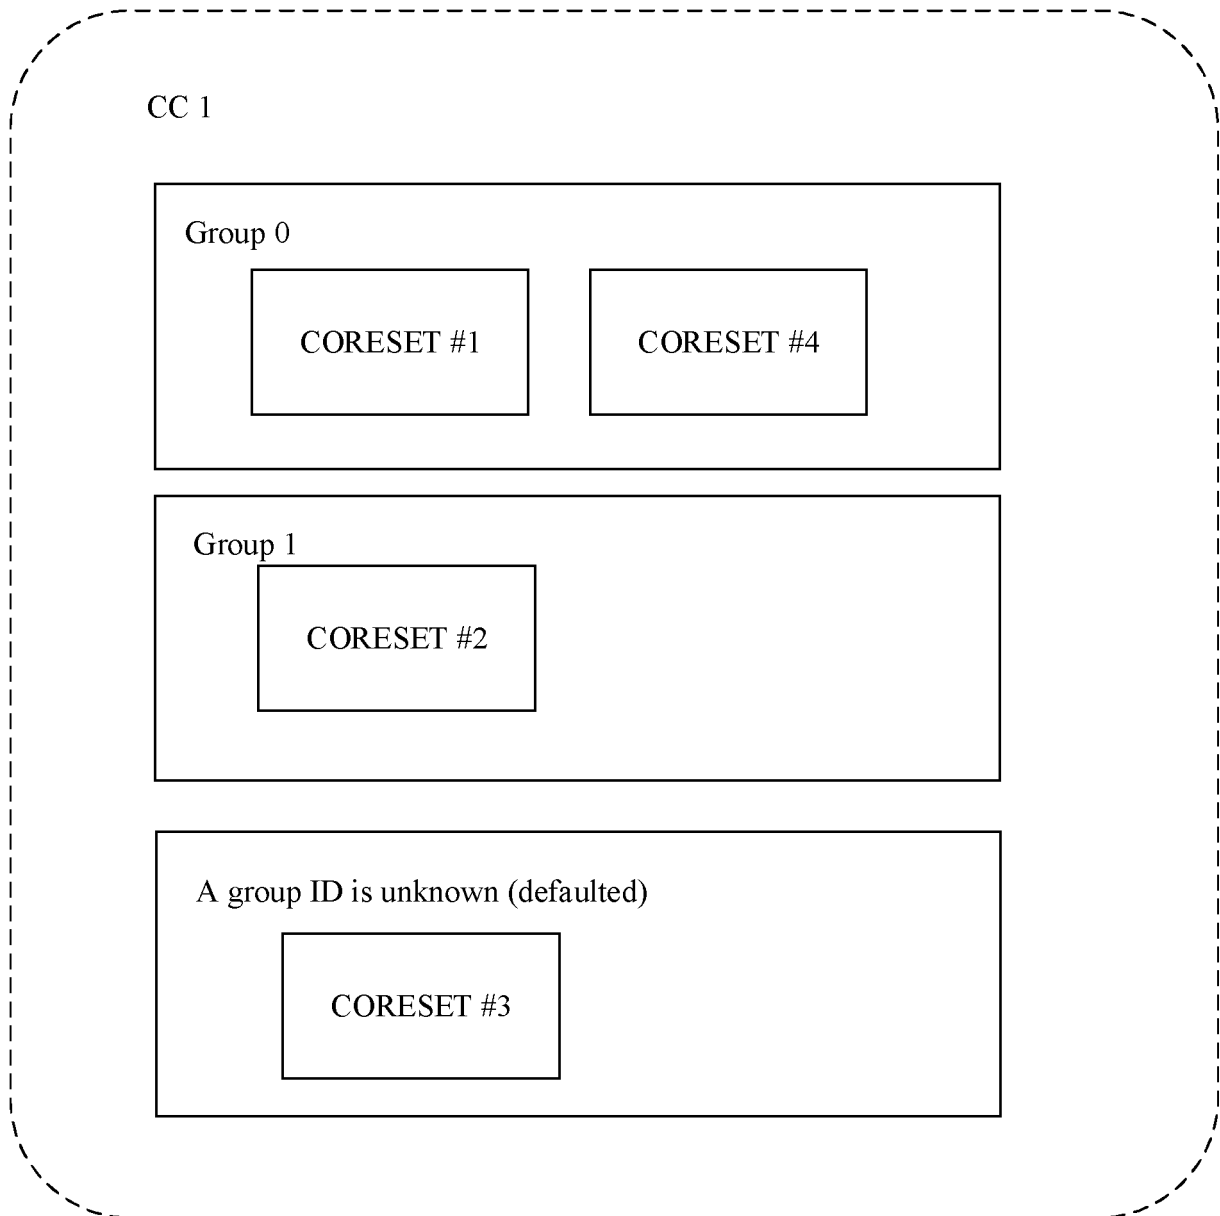 CC 1
Group 0
CORESET #1
CORESET #4
Group 1
CORESET #2
A group ID is unknown (defaulted)
CORESET #3